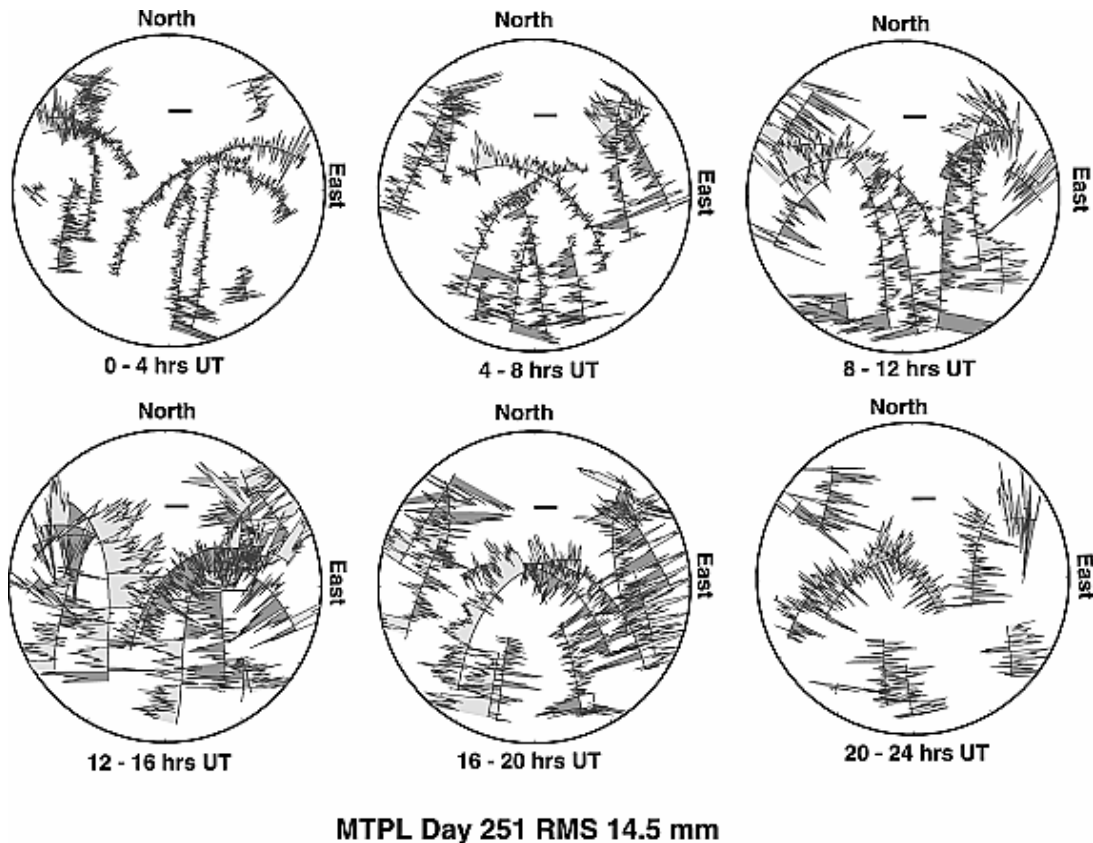 North
North
North
East
East
East
0 - 4 hrs UT
4 - 8 hrs UT
8 - 12 hrs UT
North
North
North
East
East
East
12 - 16 hrs UT
16 - 20 hrs UT
20 - 24 hrs UT
MTPL Day 251 RMS 14.5 mm